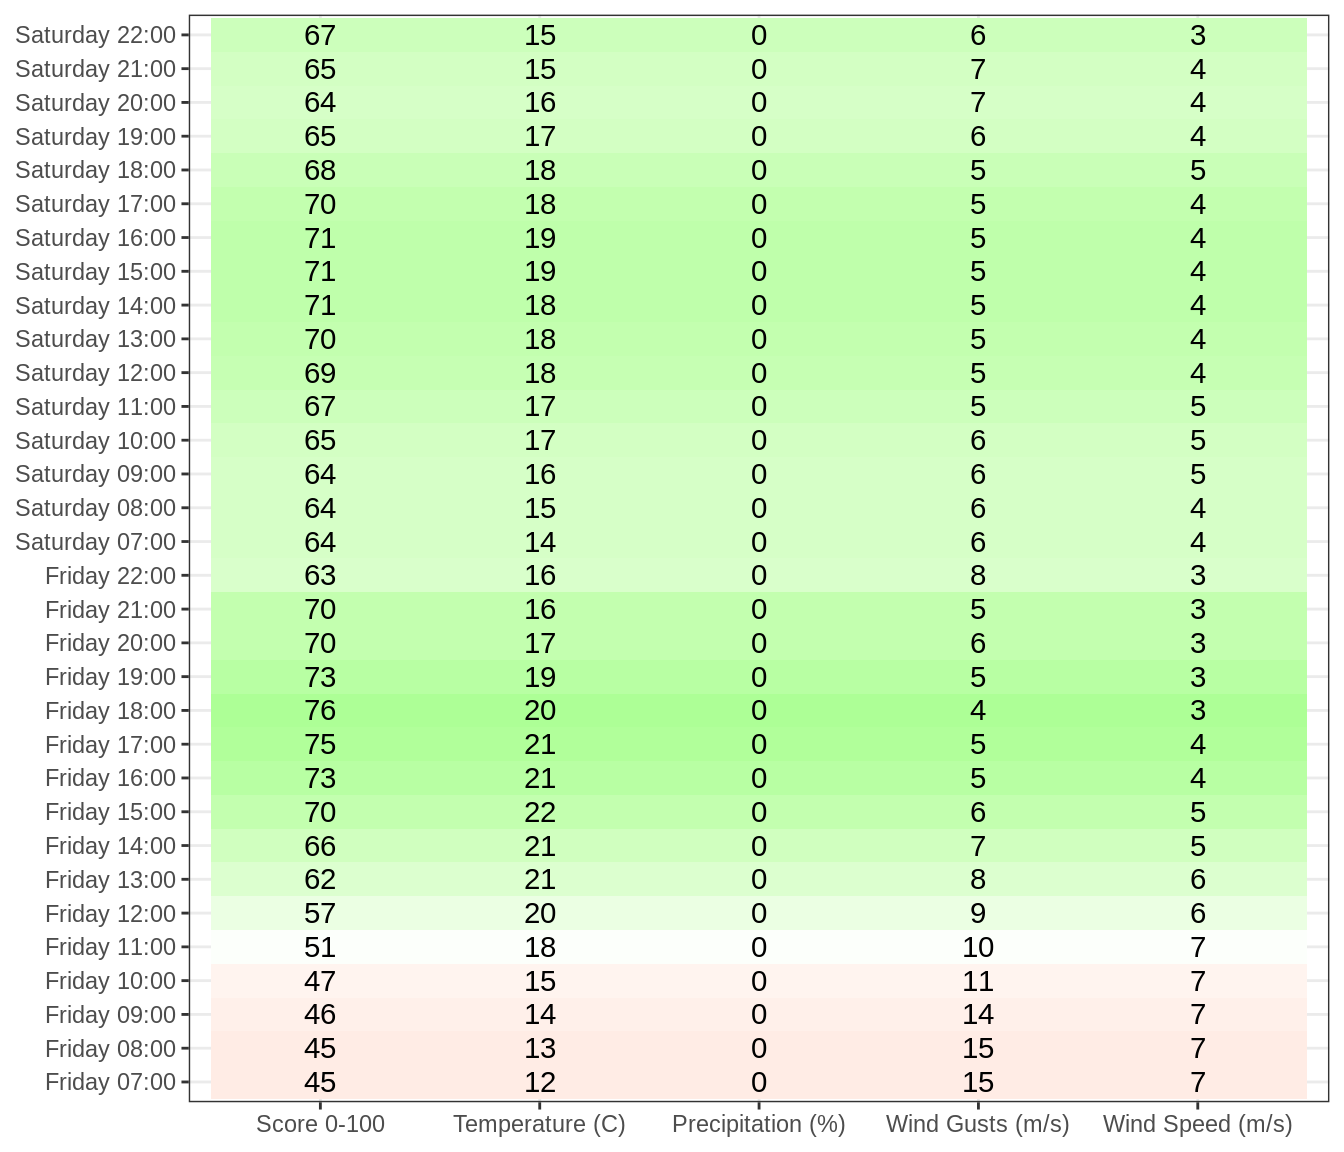 Saturday 22:00 67 15 0 6 3
Saturday 21:00 65 15 0 7 4
Saturday 20:00 64 16 0 7 4
Saturday 19:00 65 17 0 6 4
Saturday 18:00 68 18 0 5 5
Saturday 17:00 70 18 0 5 4
Saturday 16:00 71 19 0 5 4
Saturday 15:00 71 19 0 5 4
Saturday 14:00 71 18 0 5 4
Saturday 13:00 70 18 0 5 4
Saturday 12:00 69 18 0 5 4
Saturday 11:00 67 17 0 5 5
Saturday 10:00 65 17 0 6 5
Saturday 09:00 64 16 0 6 5
Saturday 08:00 64 15 0 6 4
Saturday 07:00 64 14 0 6 4
Friday 22:00 63 16 0 8 3
Friday 21:00 70 16 0 5 3
Friday 20:00 70 17 0 6 3
Friday 19:00 73 19 0 5 3
Friday 18:00 76 20 0 4 3
Friday 17:00 75 21 0 5 4
Friday 16:00 73 21 0 5 4
Friday 15:00 70 22 0 6 5
Friday 14:00 66 21 0 7 5
Friday 13:00 62 21 0 8 6
Friday 12:00 57 20 0 9 6
Friday 11:00 51 18 0 10 7
Friday 10:00 47 15 0 11 7
Friday 09:00 46 14 0 14 7
Friday 08:00 45 13 0 15 7
Friday 07:00 45 12 0 15 7
Score 0-100 Temperature (C) Precipitation (%) Wind Gusts (m/s) Wind Speed (m/s)